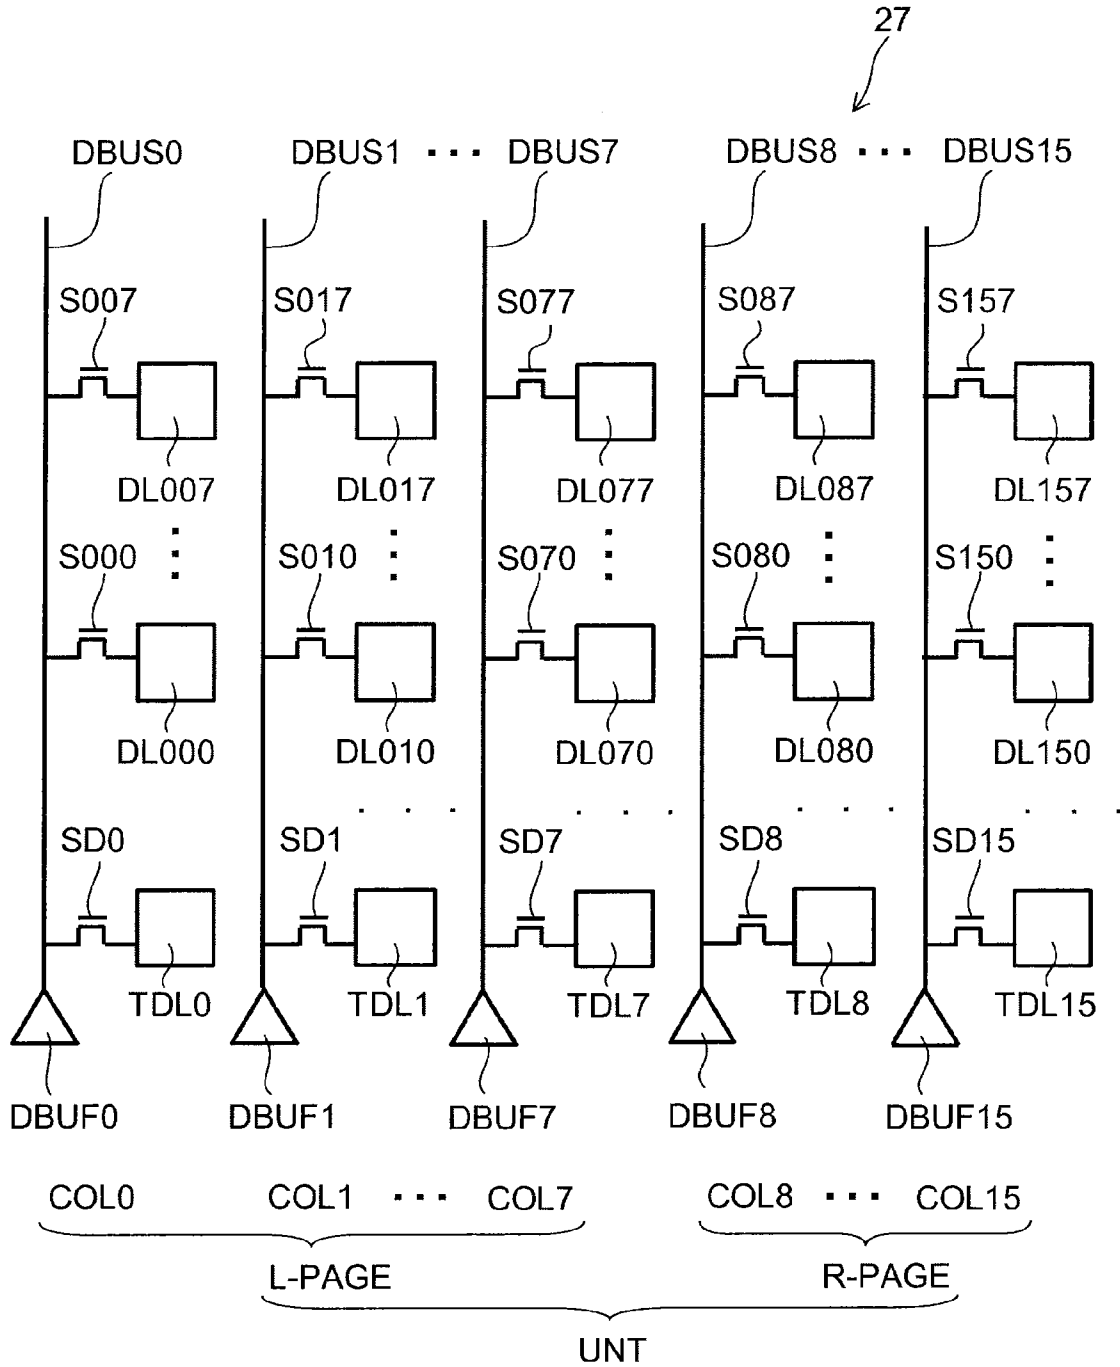 27
DBUS0 DBUS1 ··· DBUS7 DBUS8 ··· DBUS15
S007 S017 S077 S087 S157
DL007 DL017 DL077 DL087 DL157
S000 S010 S070 S080 S150
DL000 DL010 DL070 DL080 DL150
SD0 SD1 SD7 SD8 SD15
TDL0 TDL1 TDL7 TDL8 TDL15
DBUF0 DBUF1 DBUF7 DBUF8 DBUF15
COL0 COL1 ··· COL7 COL8 ··· COL15
L-PAGE R-PAGE
UNT